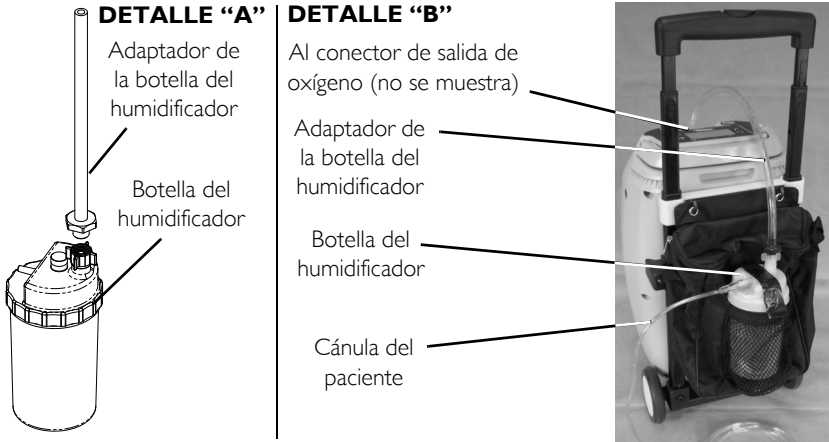 DETALLE “A”
Adaptador de
la botella del
humidificador
Botella del
humidificador
DETALLE “B”
Al conector de salida de
oxígeno (no se muestra)
Adaptador de
la botella del
humidificador
Botella del
humidificador
Cánula del
paciente